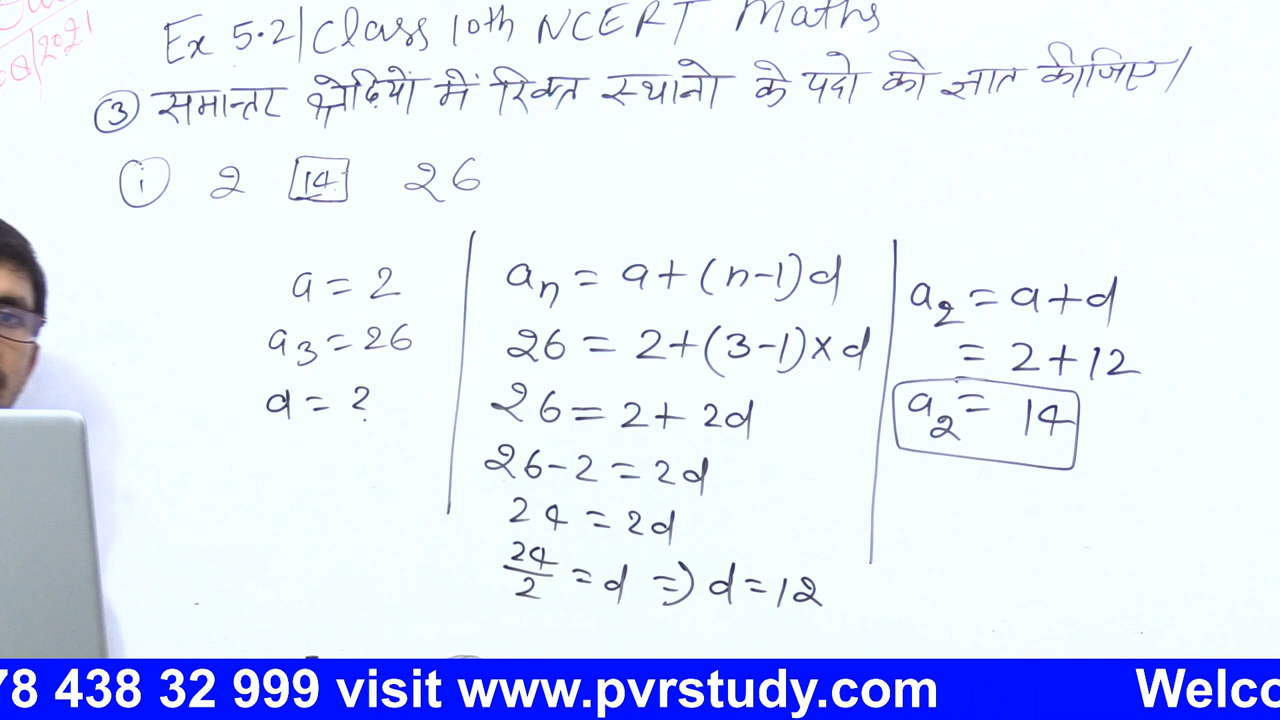 08/2021
Ex 5.2/Class 10th NCERT Maths
③ समान्तर श्रेढियों में रिक्त स्थानो के पदो को ज्ञात कीजिए/
ⓘ 2 14 26
a = 2
a₃ = 26
d = ?
aₙ = a + (n-1)d
26 = 2+(3-1)×d
26 = 2 + 2d
26-2 = 2d
24 = 2d
24/2 = d => d = 12
a₂ = a+d
= 2+12
a₂ = 14
78 438 32 999 visit www.pvrstudy.com Welco